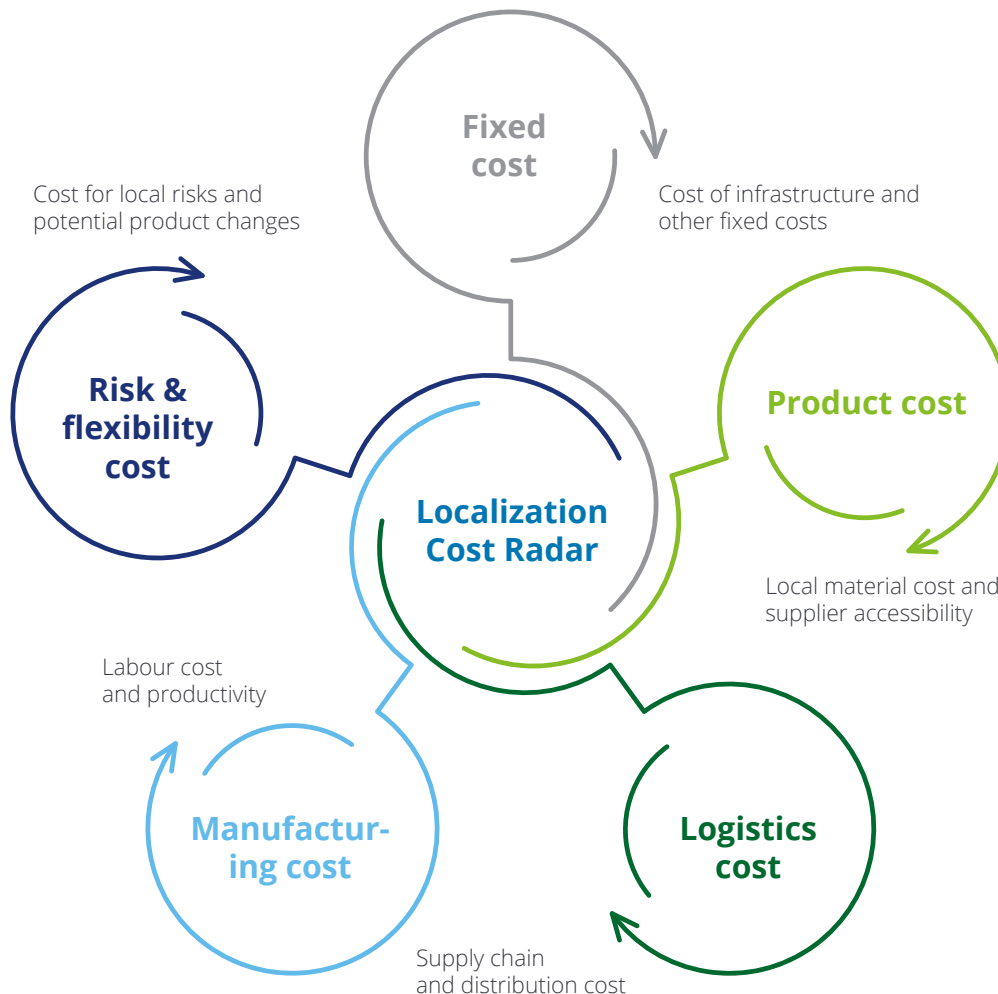 Fixed
cost
Cost of infrastructure and
other fixed costs
Cost for local risks and
potential product changes
Risk &
flexibility
cost
Product cost
Local material cost and
supplier accessibility
Localization
Cost Radar
Labour cost
and productivity
Manufactur-
ing cost
Logistics
cost
Supply chain
and distribution cost